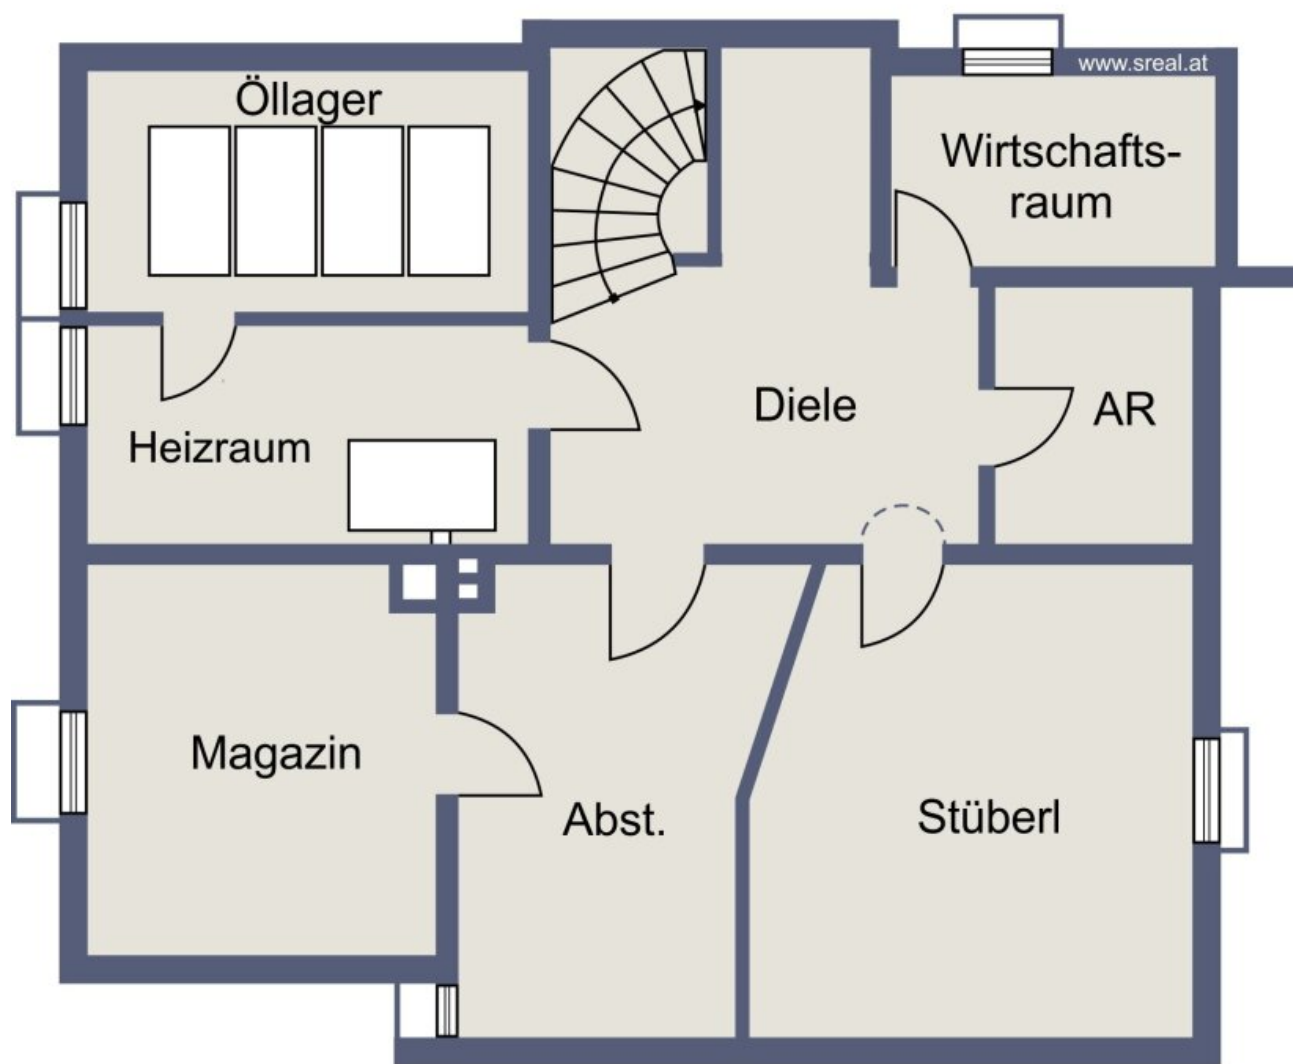 www.sreal.at
Öllager
Wirtschafts-
raum
Diele
AR
Heizraum
Magazin
Abst.
Stüberl